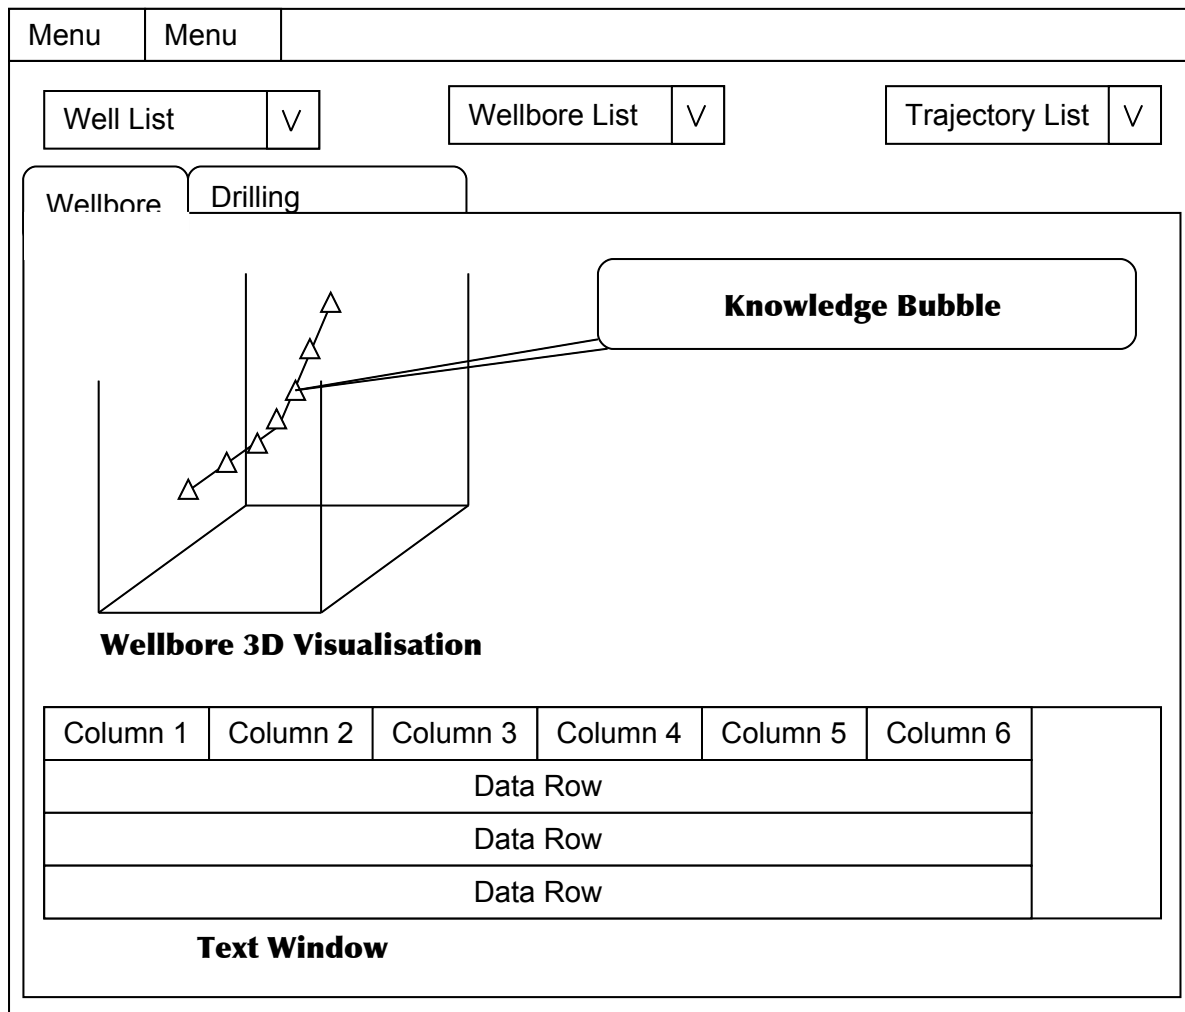 Menu Menu
Well List V Wellbore List V Trajectory List V
Wellbore Drilling
Knowledge Bubble
Wellbore 3D Visualisation
Column 1 Column 2 Column 3 Column 4 Column 5 Column 6
Data Row
Data Row
Data Row
Text Window